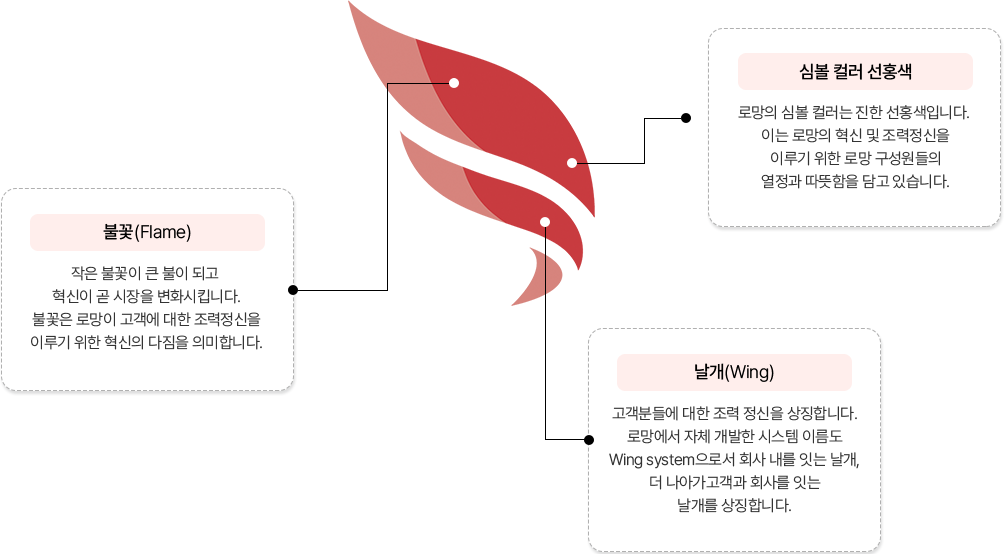 심볼 컬러 선홍색
로망의 심볼 컬러는 진한 선홍색입니다.
이는 로망의 혁신 및 조력정신을
이루기 위한 로망 구성원들의
열정과 따뜻함을 담고 있습니다.
불꽃(Flame)
작은 불꽃이 큰 불이 되고
혁신이 곧 시장을 변화시킵니다.
불꽃은 로망이 고객에 대한 조력정신을
이루기 위한 혁신의 다짐을 의미합니다.
날개(Wing)
고객분들에 대한 조력 정신을 상징합니다.
로망에서 자체 개발한 시스템 이름도
Wing system으로서 회사 내를 잇는 날개,
더 나아가고객과 회사를 잇는
날개를 상징합니다.